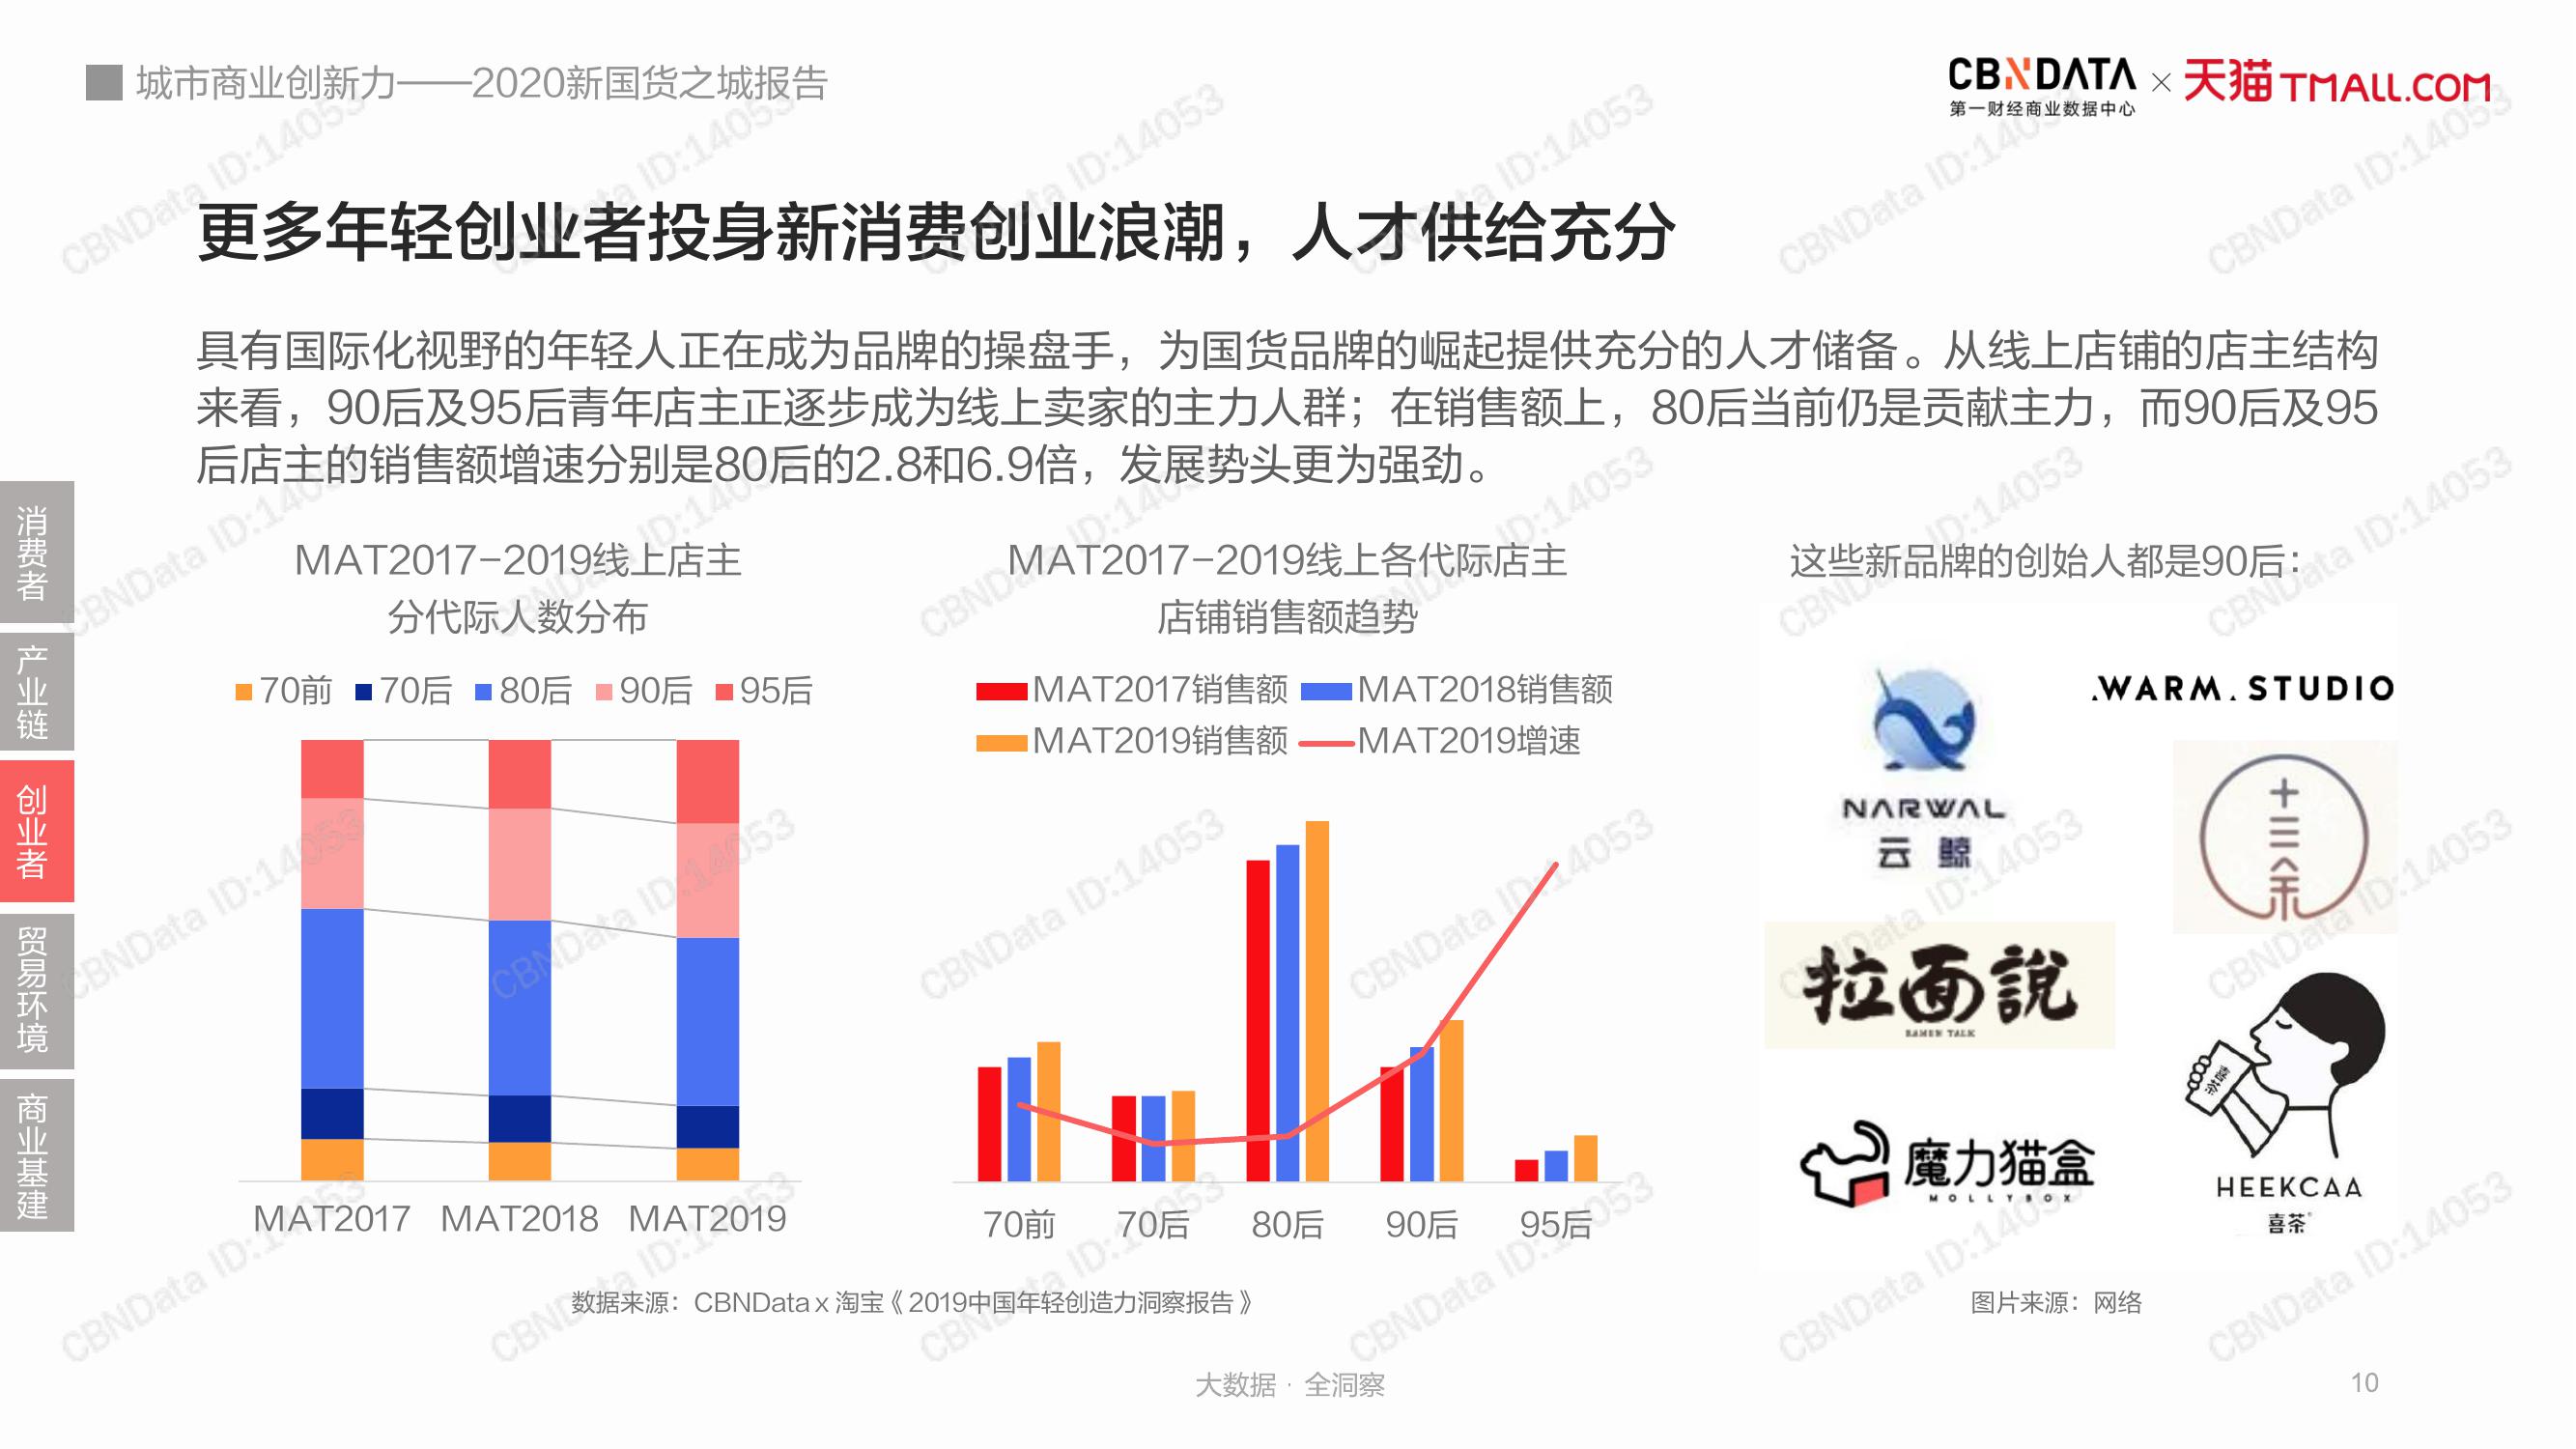 城市商业创新力——2020新国货之城报告
CBNDATA × 天猫 TMALL.COM
第一财经商业数据中心
更多年轻创业者投身新消费创业浪潮，人才供给充分
具有国际化视野的年轻人正在成为品牌的操盘手，为国货品牌的崛起提供充分的人才储备。从线上店铺的店主结构
来看，90后及95后青年店主正逐步成为线上卖家的主力人群；在销售额上，80后当前仍是贡献主力，而90后及95
后店主的销售额增速分别是80后的2.8和6.9倍，发展势头更为强劲。
消费者
产业链
创业者
贸易环境
商业基建
MAT2017-2019线上店主
分代际人数分布
70前 70后 80后 90后 95后
MAT2017 MAT2018 MAT2019
MAT2017-2019线上各代际店主
店铺销售额趋势
MAT2017销售额 MAT2018销售额
MAT2019销售额 MAT2019增速
70前 70后 80后 90后 95后
这些新品牌的创始人都是90后：
NARWAL
云鲸
.WARM.STUDIO
十三余
拉面説
RAMEN TALK
魔力猫盒
MOLLYBOX
喜茶
HEEKCAA
喜茶
数据来源：CBNData x 淘宝《2019中国年轻创造力洞察报告》
图片来源：网络
大数据 · 全洞察
10
CBNData ID:14053